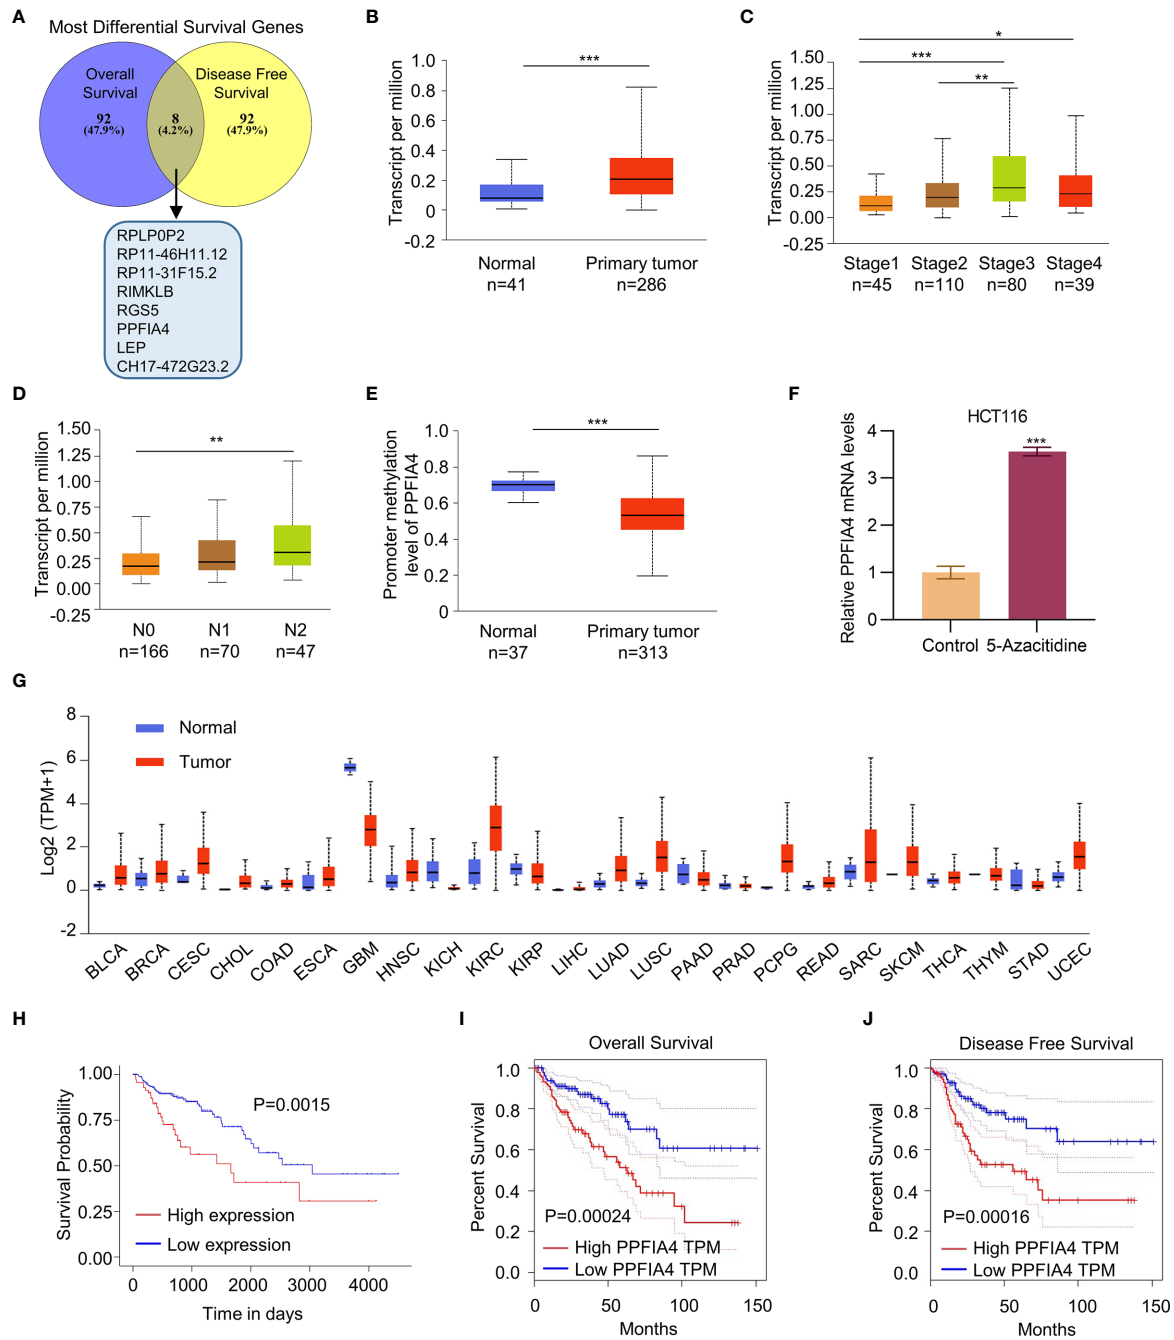 A
Most Differential Survival Genes
Overall
Survival
Disease Free
Survival
92
(47.9%)
8
(4.2%)
92
(47.9%)
RPLP0P2
RP11-46H11.12
RP11-31F15.2
RIMKLB
RGS5
PPFIA4
LEP
CH17-472G23.2
B
Transcript per million
1.0
0.8
0.6
0.4
0.2
0
-0.2
***
Normal
n=41
Primary tumor
n=286
C
Transcript per million
1.50
1.25
1.00
0.75
0.50
0.25
0.00
-0.25
*
***
**
Stage1
n=45
Stage2
n=110
Stage3
n=80
Stage4
n=39
D
Transcript per million
1.50
1.25
1.00
0.75
0.50
0.25
0.00
-0.25
**
N0
n=166
N1
n=70
N2
n=47
E
Promoter methylation
level of PPFIA4
1.0
0.8
0.6
0.4
0.2
0
***
Normal
n=37
Primary tumor
n=313
F
HCT116
Relative PPFIA4 mRNA levels
4
3
2
1
0
***
Control
5-Azacitidine
G
Log2 (TPM+1)
8
6
4
2
0
-2
Normal
Tumor
BLCA
BRCA
CESC
CHOL
COAD
ESCA
GBM
HNSC
KICH
KIRC
KIRP
LIHC
LUAD
LUSC
PAAD
PRAD
PCPG
READ
SARC
SKCM
THCA
THYM
STAD
UCEC
H
Survival Probability
1.00
0.75
0.50
0.25
0.00
P=0.0015
High expression
Low expression
0 1000 2000 3000 4000
Time in days
I
Overall Survival
Percent Survival
1.0
0.8
0.6
0.4
0.2
0.0
P=0.00024
High PPFIA4 TPM
Low PPFIA4 TPM
0 50 100 150
Months
J
Disease Free Survival
Percent Survival
1.0
0.8
0.6
0.4
0.2
0.0
P=0.00016
High PPFIA4 TPM
Low PPFIA4 TPM
0 50 100 150
Months